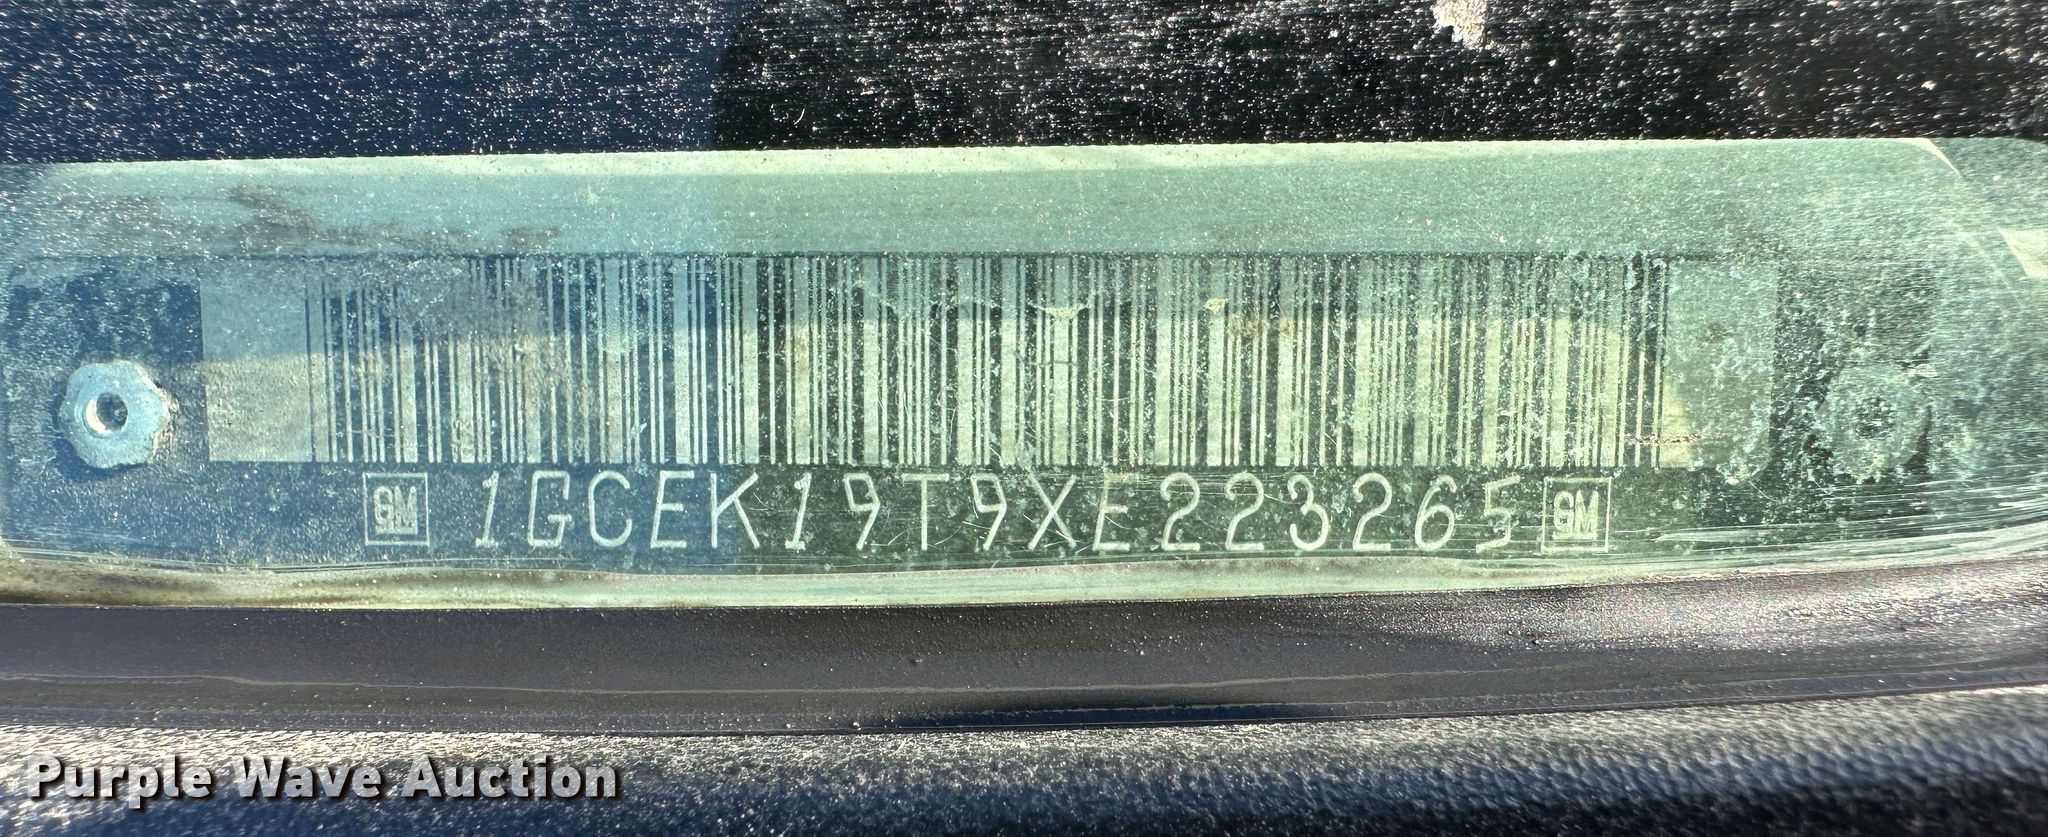 GM 1GCEK19T9XE223265 GM
Purple Wave Auction